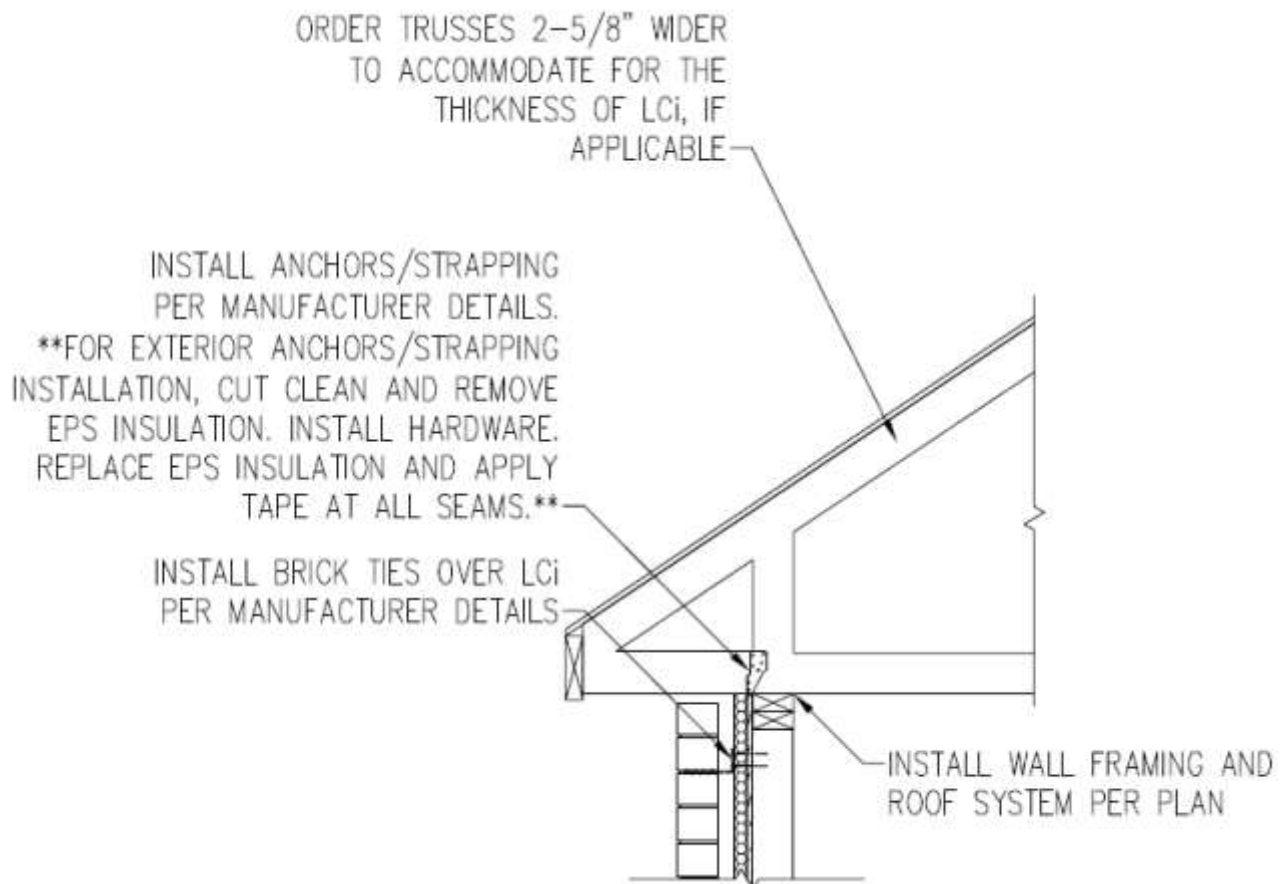 ORDER TRUSSES 2-5/8" WIDER
TO ACCOMMODATE FOR THE
THICKNESS OF LCi, IF
APPLICABLE
INSTALL ANCHORS/STRAPPING
PER MANUFACTURER DETAILS.
**FOR EXTERIOR ANCHORS/STRAPPING
INSTALLATION, CUT CLEAN AND REMOVE
EPS INSULATION. INSTALL HARDWARE.
REPLACE EPS INSULATION AND APPLY
TAPE AT ALL SEAMS.**
INSTALL BRICK TIES OVER LCi
PER MANUFACTURER DETAILS
INSTALL WALL FRAMING AND
ROOF SYSTEM PER PLAN